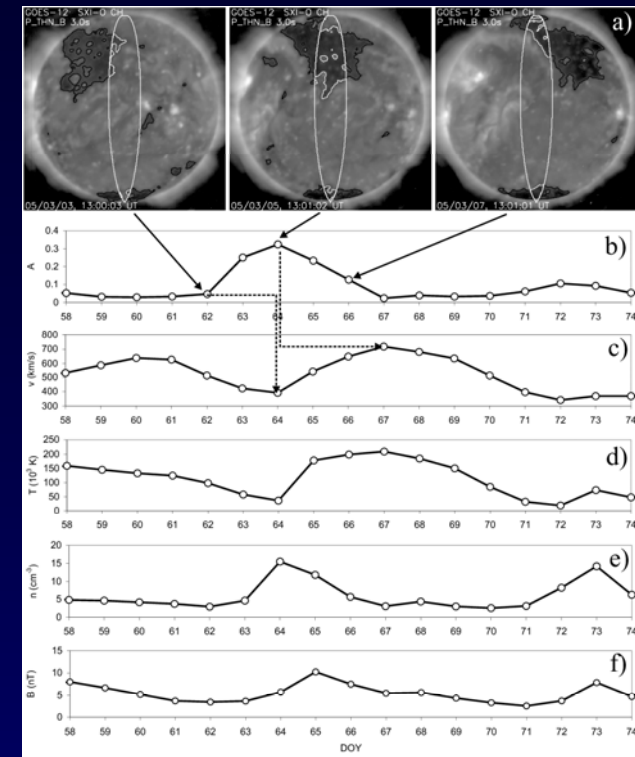 GOES-12 SXI-O CH
P_THN_B 3.0s
05/03/03, 13:00:03 UT
GOES-12 SXI-O CH
P_THN_B 3.0s
05/03/05, 13:01:02 UT
GOES-12 SXI-O CH
P_THN_B 3.0s
05/03/07, 13:01:01 UT
a)
b)
A
0.4
0.3
0.2
0.1
0
58 59 60 61 62 63 64 65 66 67 68 69 70 71 72 73 74
c)
v (km/s)
800
700
600
500
400
300
58 59 60 61 62 63 64 65 66 67 68 69 70 71 72 73 74
d)
T (10³ K)
250
200
150
100
50
0
58 59 60 61 62 63 64 65 66 67 68 69 70 71 72 73 74
e)
n (cm⁻³)
20
15
10
5
0
58 59 60 61 62 63 64 65 66 67 68 69 70 71 72 73 74
f)
B (nT)
15
10
5
0
58 59 60 61 62 63 64 65 66 67 68 69 70 71 72 73 74
DOY